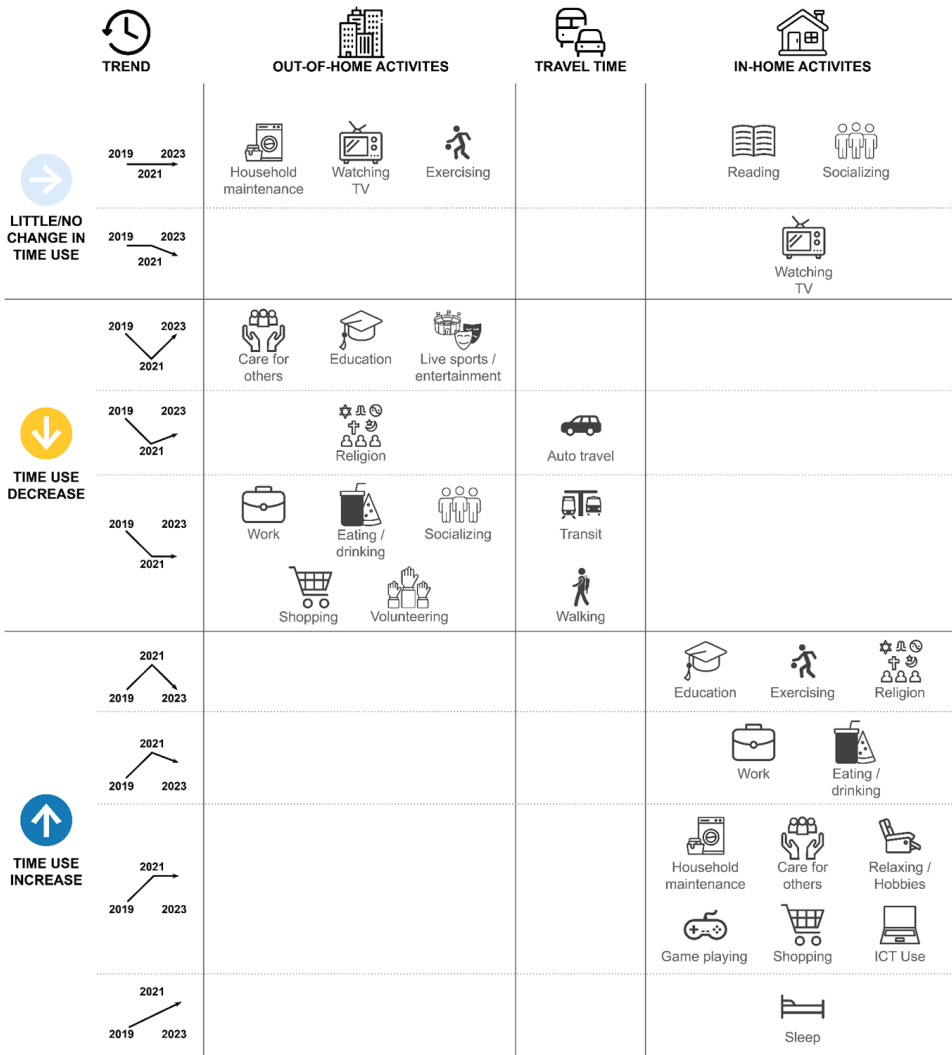 TREND
OUT-OF-HOME ACTIVITES
TRAVEL TIME
IN-HOME ACTIVITES
LITTLE/NO
CHANGE IN
TIME USE
2019 2023
2021
Household
maintenance
Watching
TV
Exercising
Reading
Socializing
2019 2023
2021
Watching
TV
TIME USE
DECREASE
2019 2023
2021
Care for
others
Education
Live sports /
entertainment
2019 2023
2021
Religion
Auto travel
2019 2023
2021
Work
Eating /
drinking
Socializing
Transit
Shopping
Volunteering
Walking
TIME USE
INCREASE
2021
2019 2023
Education
Exercising
Religion
2021
2019 2023
Work
Eating /
drinking
2021
2019 2023
Household
maintenance
Care for
others
Relaxing /
Hobbies
Game playing
Shopping
ICT Use
2021
2019 2023
Sleep